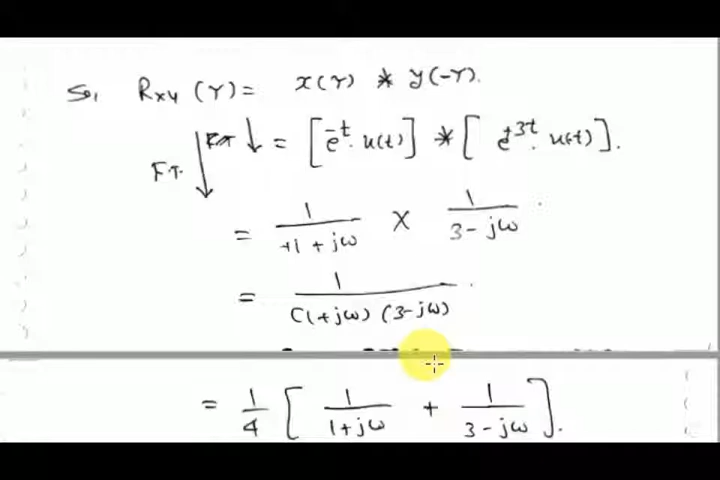 So, Rxy (τ) = x(τ) * y(-τ).
F.T. = [e^-t . u(t)] * [e^+3t . u(-t)].
= 1/(+1 + jω) × 1/(3 - jω)
= 1/((1+jω) (3-jω)).
= 1/4 [ 1/(1+jω) + 1/(3-jω) ].